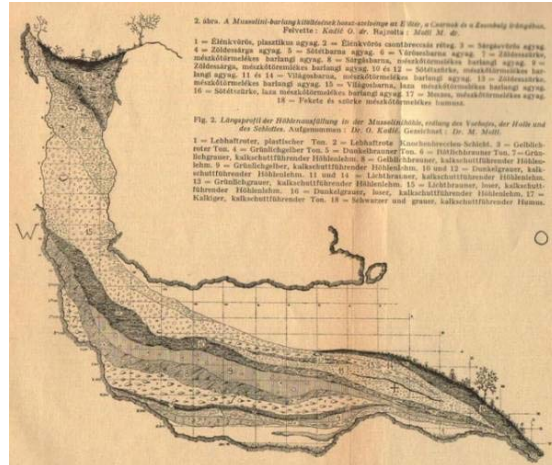 2. ábra. A Mussolini-barlang kitöltésének hossz-szelvénye az Előtér, a Csarnok és a Kőszobály irányában.
Felvette: Kadić O. dr. Rajzolta: Mottl M. dr.
1 = Élénkvörös, plasztikus agyag. 2 = Élénkvörös csontbreccsás réteg. 3 = Sárgásvörös agyag.
4 = Zöldessárga agyag. 5 = Sötétbarna agyag. 6 = Vörösesbarna agyag. 7 = Zöldesszürke,
mészkőtörmelékes barlangi agyag. 8 = Sárgásbarna, mészkőtörmelékes barlangi agyag. 9 =
Zöldessárga, mészkőtörmelékes barlangi agyag. 10 és 12 = Sötétszürke, mészkőtörmelékes bar-
langi agyag. 11 és 14 = Világosbarna, mészkőtörmelékes barlangi agyag. 13 = Zöldesszürke,
mészkőtörmelékes barlangi agyag. 15 = Világosbarna, laza mészkőtörmelékes barlangi agyag.
16 = Sötétszürke, laza mészkőtörmelékes barlangi agyag. 17 = Meszes, mészkőtörmelékes agyag.
18 = Fekete és szürke mészkőtörmelékes humusz.
Fig. 2. Längsprofil der Höhlenausfüllung in der Mussolinihöhle, entlang des Vorhofes, der Halle und
des Schlotes. Aufgenommen: Dr. O. Kadić. Gezeichnet: Dr. M. Mottl.
1 = Lebhaftroter, plastischer Ton. 2 = Lebhaftrote Knochenbreccien-Schicht. 3 = Gelblich-
roter Ton. 4 = Grünlichgelber Ton. 5 = Dunkelbrauner Ton. 6 = Rötlichbrauner Ton. 7 = Grün-
lichgrauer, kalkschuttführender Höhlenlehm. 8 = Gelblichbrauner, kalkschuttführender Höhlen-
lehm. 9 = Grünlichgelber, kalkschuttführender Höhlenlehm. 10 und 12 = Dunkelgrauer, kalk-
schuttführender Höhlenlehm. 11 und 14 = Lichtbrauner, kalkschuttführender Höhlenlehm.
13 = Grünlichgrauer, kalkschuttführender Höhlenlehm. 15 = Lichtbrauner, loser, kalkschutt-
führender Höhlenlehm. 16 = Dunkelgrauer, loser, kalkschuttführender Höhlenlehm. 17 =
Kalkiger, kalkschuttführender Ton. 18 = Schwarzer und grauer, kalkschuttführender Humus.
W
O
15